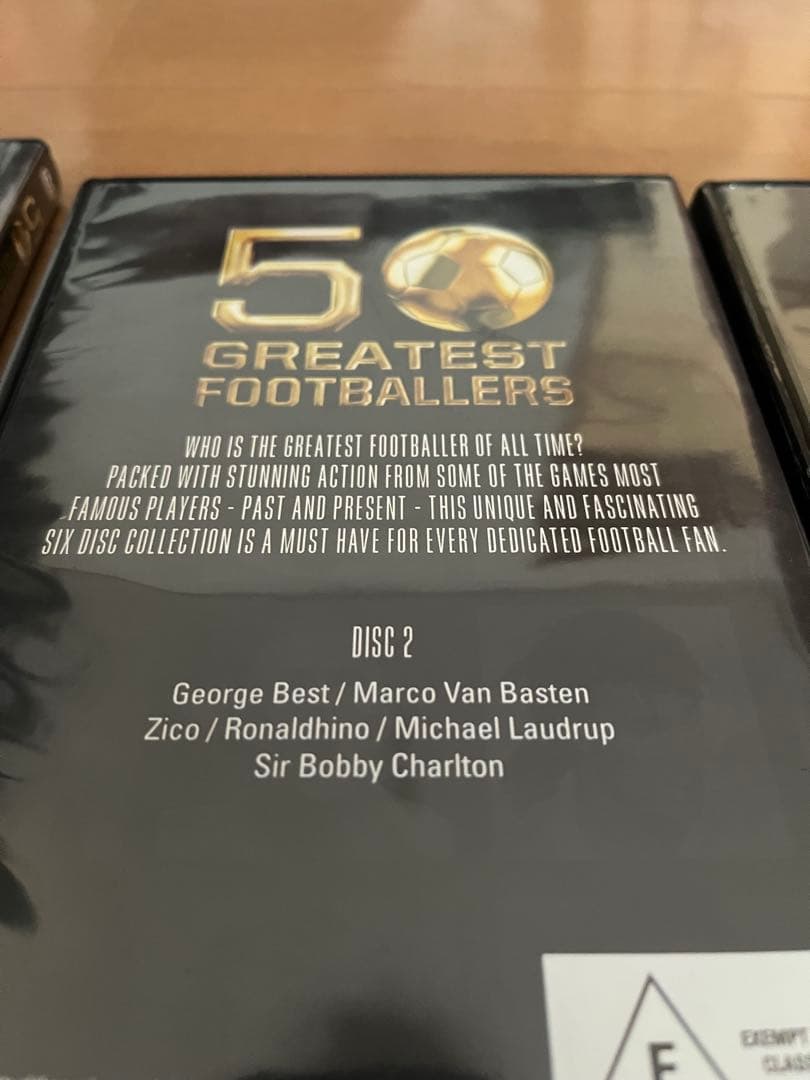 50
GREATEST
FOOTBALLERS
WHO IS THE GREATEST FOOTBALLER OF ALL TIME?
PACKED WITH STUNNING ACTION FROM SOME OF THE GAMES MOST
FAMOUS PLAYERS - PAST AND PRESENT - THIS UNIQUE AND FASCINATING
SIX DISC COLLECTION IS A MUST HAVE FOR EVERY DEDICATED FOOTBALL FAN.
DISC 2
George Best / Marco Van Basten
Zico / Ronaldhino / Michael Laudrup
Sir Bobby Charlton
E
EXEMPT